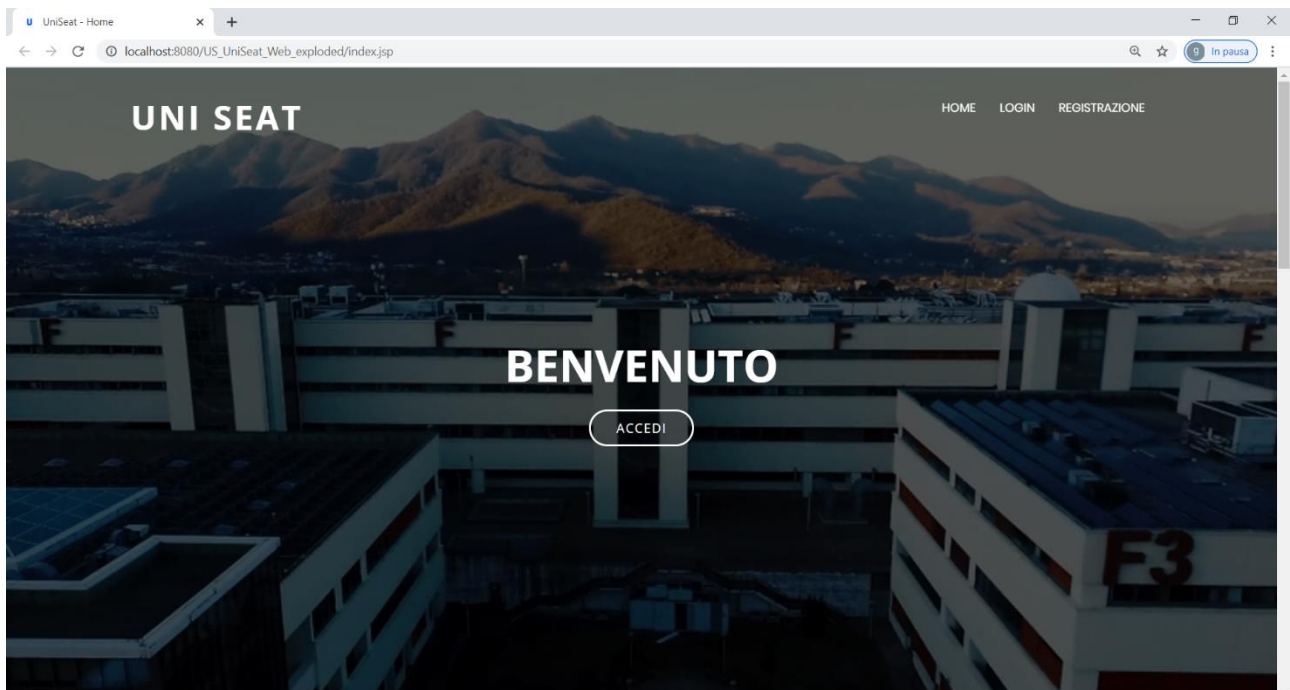 U UniSeat - Home
localhost:8080/US_UniSeat_Web_exploded/index.jsp
g In pausa
UNI SEAT
HOME LOGIN REGISTRAZIONE
F F F F
BENVENUTO
ACCEDI
F3